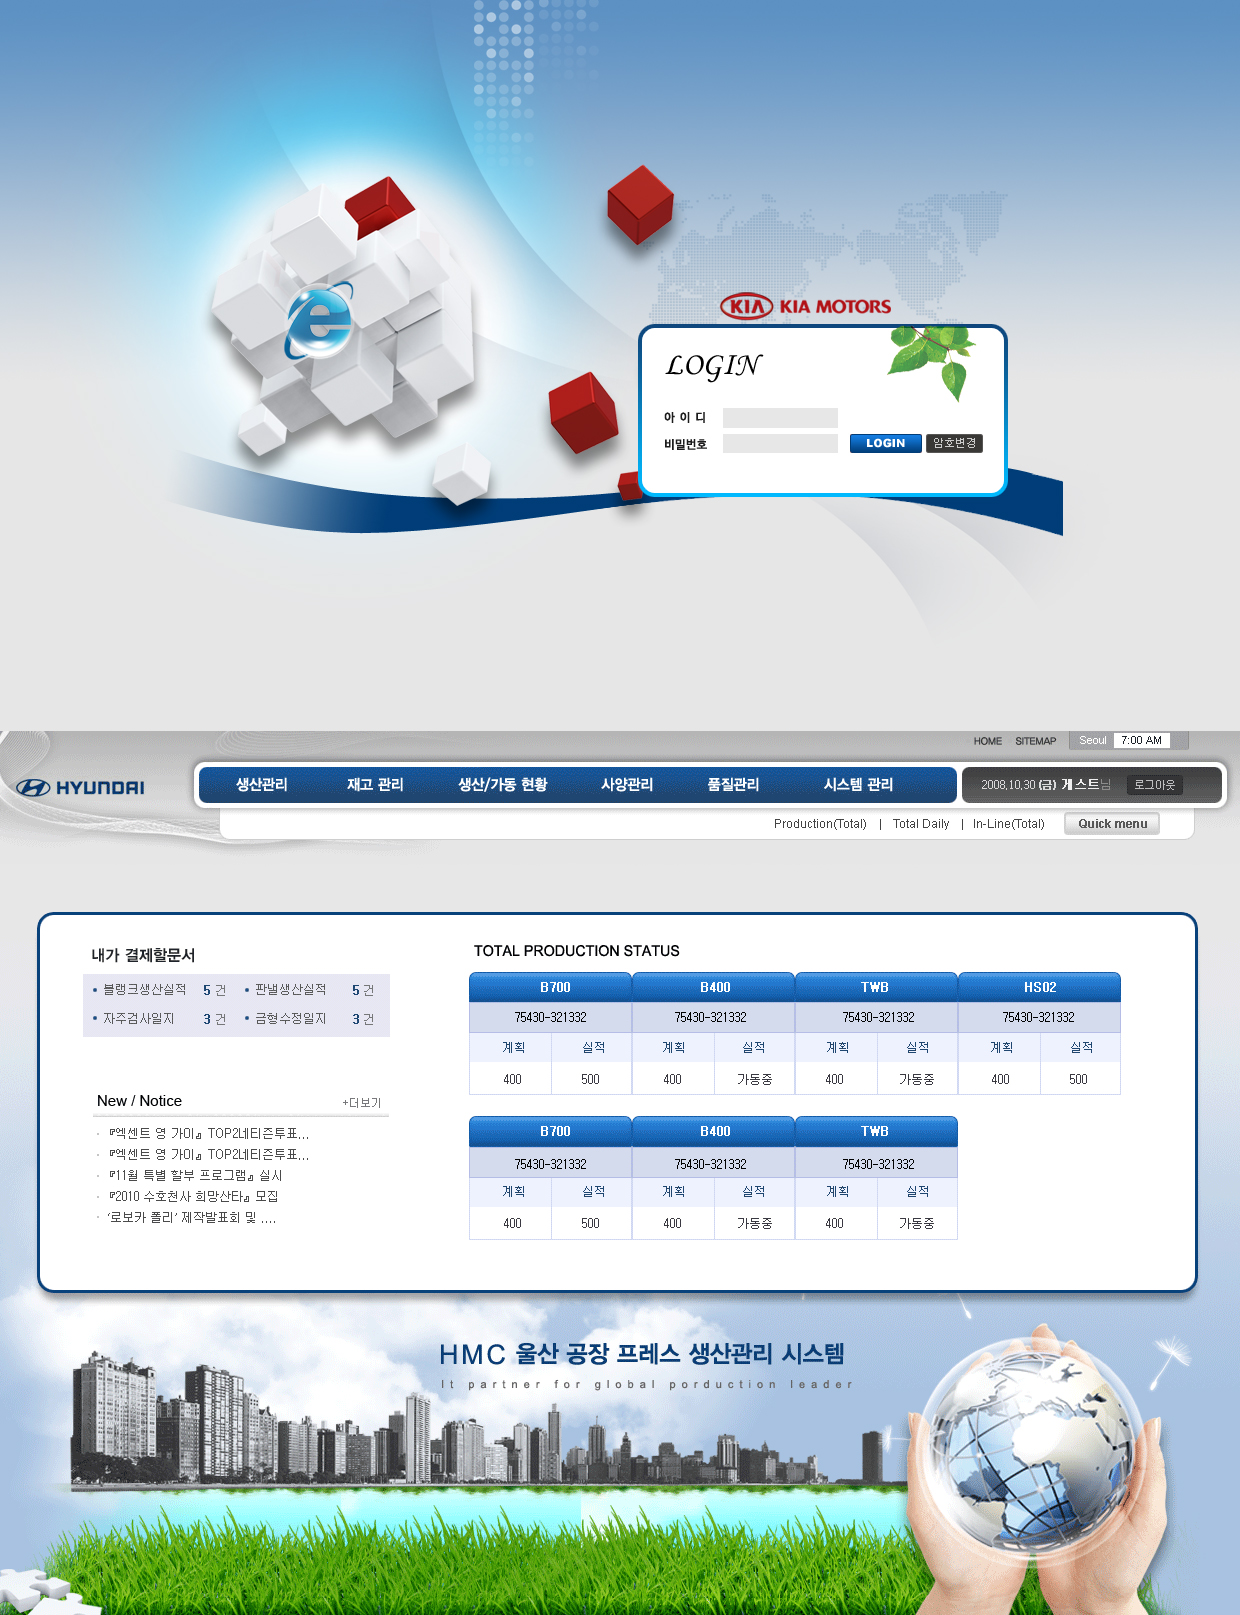 KIA KIA MOTORS
LOGIN
아 이 디
비밀번호 LOGIN 암호변경
HOME SITEMAP Seoul 7:00 AM
HYUNDAI
생산관리 재고 관리 생산/가동 현황 사양관리 품질관리 시스템 관리
2008.10.30 (금) 게스트님 로그아웃
Production(Total) | Total Daily | In-Line(Total) Quick menu
내가 결제할문서
블랭크생산실적 5 건 판낼생산실적 5 건
자주검사일지 3 건 금형수정일지 3 건
New / Notice +더보기
『엑센트 영 가이』 TOP2네티즌투표...
『엑센트 영 가이』 TOP2네티즌투표...
『11월 특별 할부 프로그램』 실시
『2010 수호천사 희망산타』 모집
‘로보카 폴리’ 제작발표회 및 ....
TOTAL PRODUCTION STATUS
B700 B400 TWB HS02
75430-321332 75430-321332 75430-321332 75430-321332
계획 실적 계획 실적 계획 실적 계획 실적
400 500 400 가동중 400 가동중 400 500
B700 B400 TWB
75430-321332 75430-321332 75430-321332
계획 실적 계획 실적 계획 실적
400 500 400 가동중 400 가동중
HMC 울산 공장 프레스 생산관리 시스템
It partner for global porduction leader